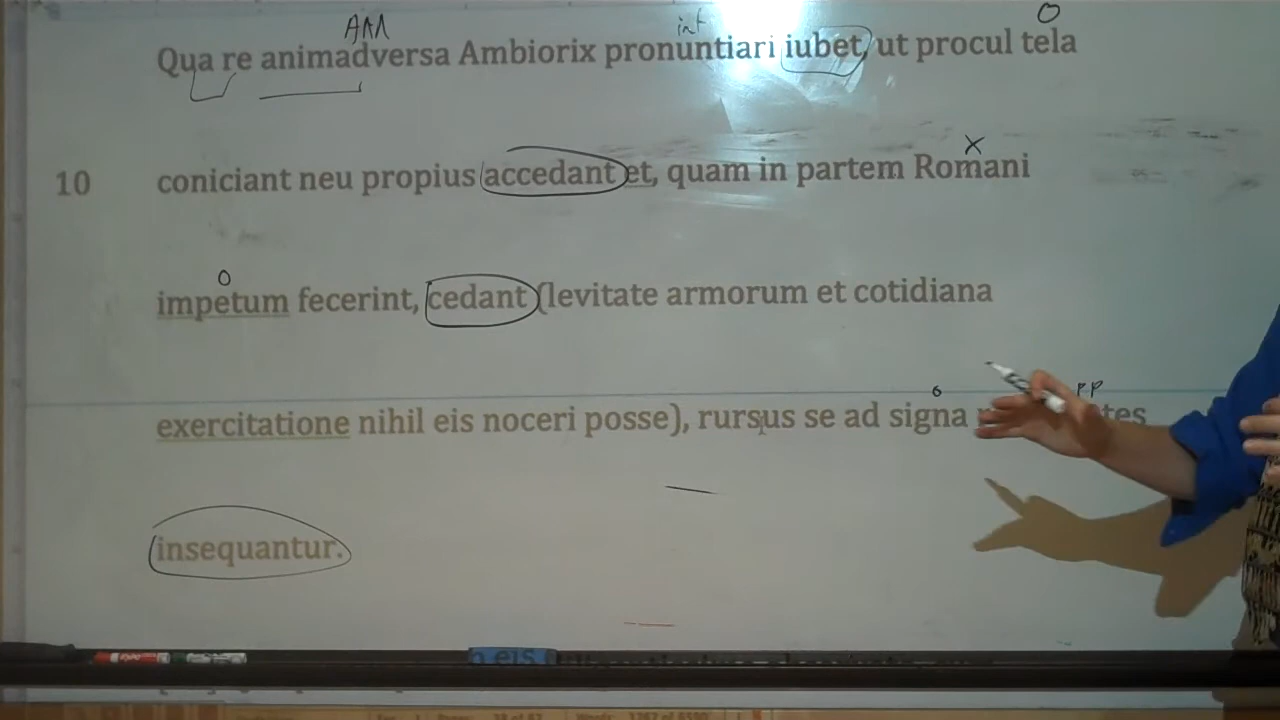 AAA inf O
Qua re animadversa Ambiorix pronuntiari iubet, ut procul tela
X
10 coniciant neu propius accedant et, quam in partem Romani
O
impetum fecerint, cedant (levitate armorum et cotidiana
o PP
exercitatione nihil eis noceri posse), rursus se ad signa
insequantur.